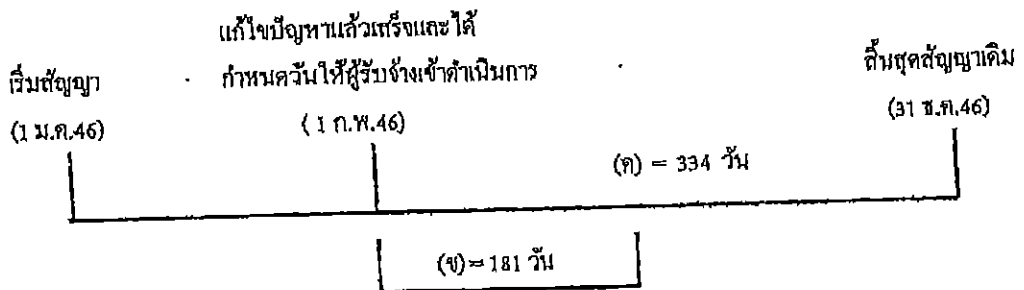 แก้ไขปัญหาแล้วเสร็จและได้
กำหนดวันให้ผู้รับจ้างเข้าดำเนินการ
เริ่มสัญญา
สิ้นสุดสัญญาเดิม
(1 ม.ค.46)
(1 ก.พ.46)
(31 ธ.ค.46)
(ค) = 334 วัน
(ข)=181 วัน